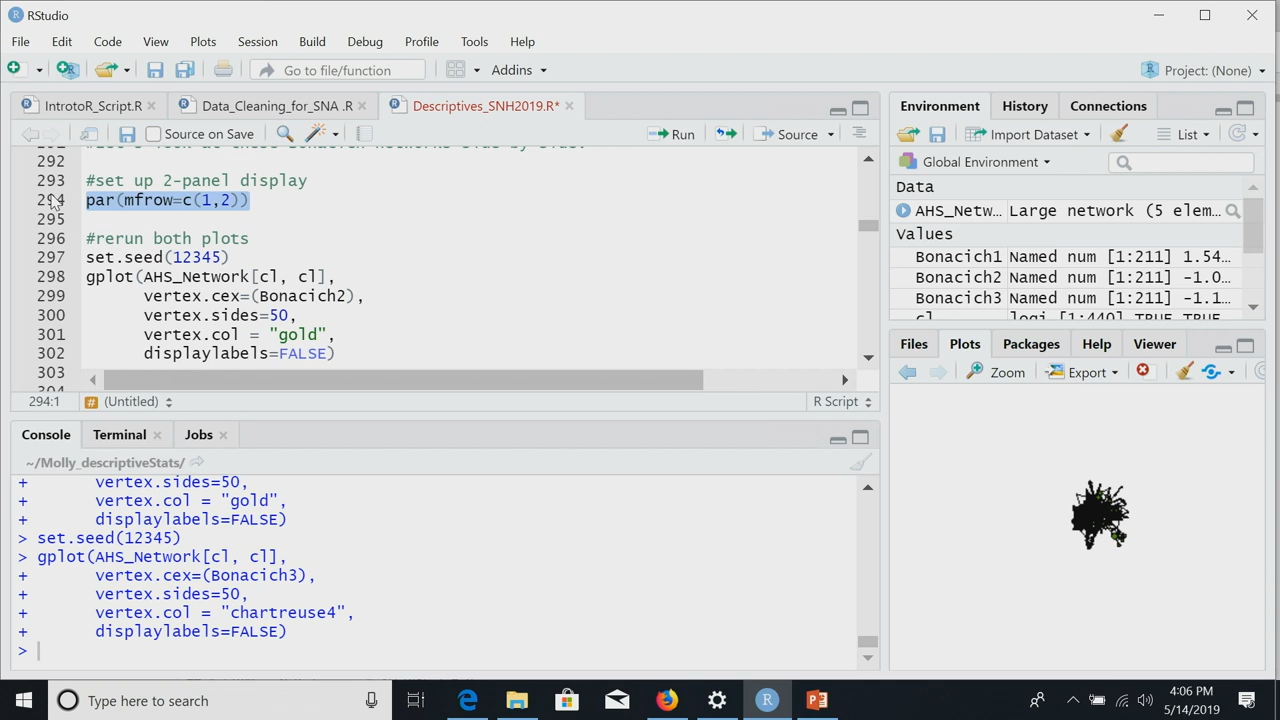 RStudio
File Edit Code View Plots Session Build Debug Profile Tools Help
Go to file/function Addins Project: (None)
IntrotoR_Script.R Data_Cleaning_for_SNA .R Descriptives_SNH2019.R*
Source on Save Run Source
292
293 #set up 2-panel display
294 par(mfrow=c(1,2))
295
296 #rerun both plots
297 set.seed(12345)
298 gplot(AHS_Network[cl, cl],
299 vertex.cex=(Bonacich2),
300 vertex.sides=50,
301 vertex.col = "gold",
302 displaylabels=FALSE)
303
294:1 # (Untitled) R Script
Console Terminal Jobs
~/Molly_descriptiveStats/
+ vertex.sides=50,
+ vertex.col = "gold",
+ displaylabels=FALSE)
> set.seed(12345)
> gplot(AHS_Network[cl, cl],
+ vertex.cex=(Bonacich3),
+ vertex.sides=50,
+ vertex.col = "chartreuse4",
+ displaylabels=FALSE)
>
Environment History Connections
Import Dataset List
Global Environment
Data
AHS_Netw… Large network (5 elem…
Values
Bonacich1 Named num [1:211] 1.54…
Bonacich2 Named num [1:211] -1.0…
Bonacich3 Named num [1:211] -1.1…
cl logi [1:440] TRUE TRUE
Files Plots Packages Help Viewer
Zoom Export
Type here to search
4:06 PM
5/14/2019